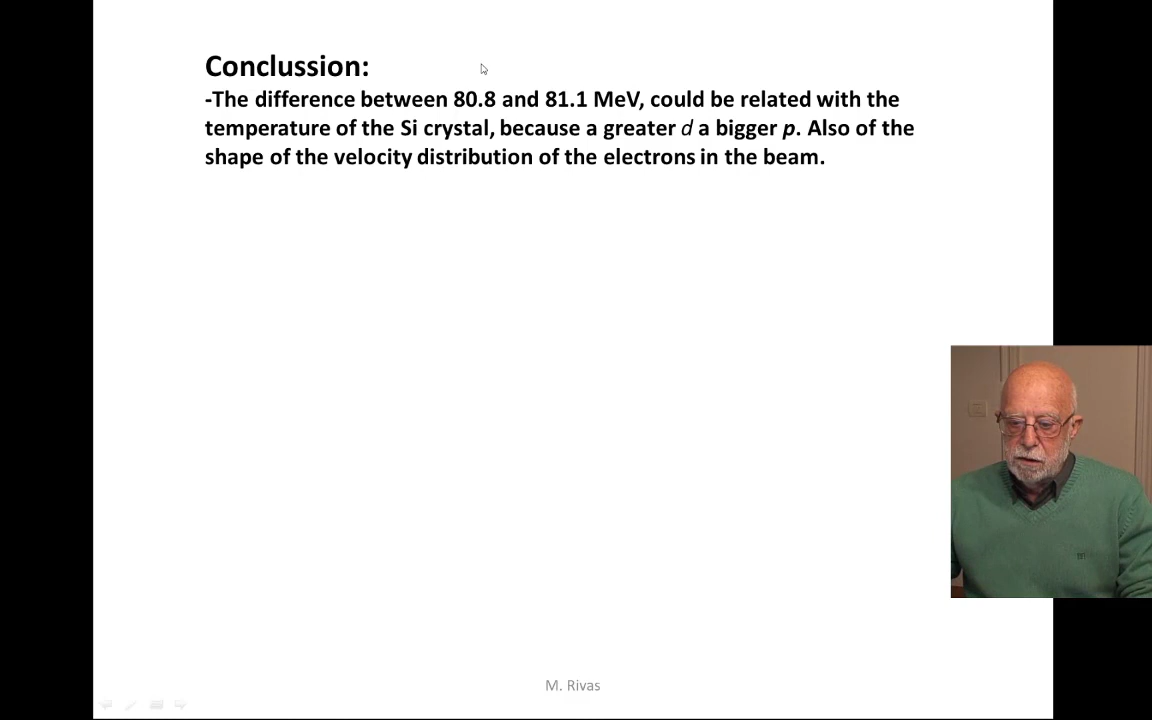 Conclussion:
-The difference between 80.8 and 81.1 MeV, could be related with the
temperature of the Si crystal, because a greater d a bigger p. Also of the
shape of the velocity distribution of the electrons in the beam.
M. Rivas